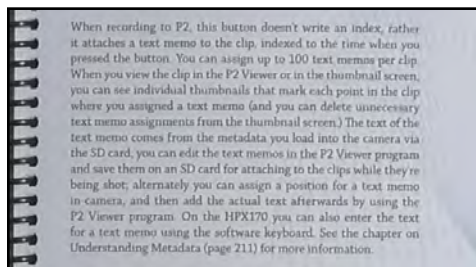 When recording to P2, this button doesn't write an index, rather
it attaches a text memo to the clip, indexed to the time when you
pressed the button. You can assign up to 100 text memos per clip.
When you view the clip in the P2 Viewer or in the thumbnail screen,
you can see individual thumbnails that mark each point in the clip
where you assigned a text memo (and you can delete unnecessary
text memo assignments from the thumbnail screen.) The text of the
text memo comes from the metadata you load into the camera via
the SD card, you can edit the text memos in the P2 Viewer program
and save them on an SD card for attaching to the clips while they're
being shot; alternately you can assign a position for a text memo
in-camera, and then add the actual text afterwards by using the
P2 Viewer program. On the HPX170 you can also enter the text
for a text memo using the software keyboard. See the chapter on
Understanding Metadata (page 211) for more information.